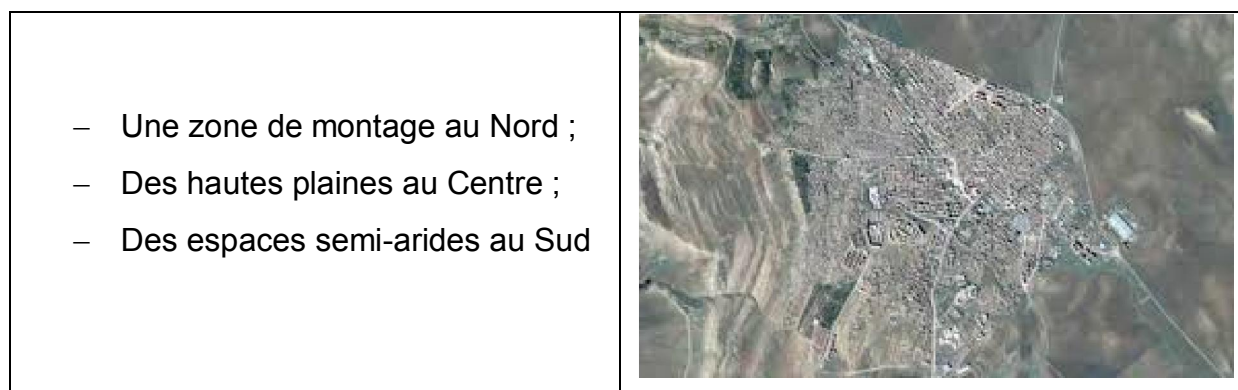 – Une zone de montage au Nord ;
– Des hautes plaines au Centre ;
– Des espaces semi-arides au Sud